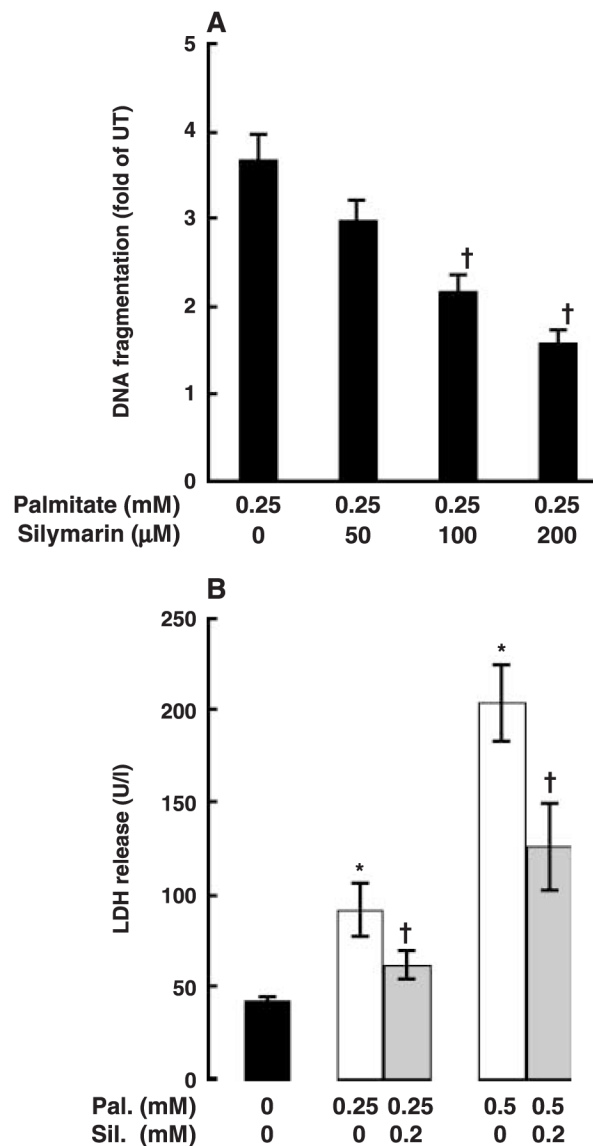 A
DNA fragmentation (fold of UT)
5
4
3
2
1
0
†
†
Palmitate (mM) 0.25 0.25 0.25 0.25
Silymarin (μM) 0 50 100 200
B
LDH release (U/l)
250
200
150
100
50
0
*
†
*
†
Pal. (mM) 0 0.25 0.25 0.5 0.5
Sil. (mM) 0 0 0.2 0 0.2